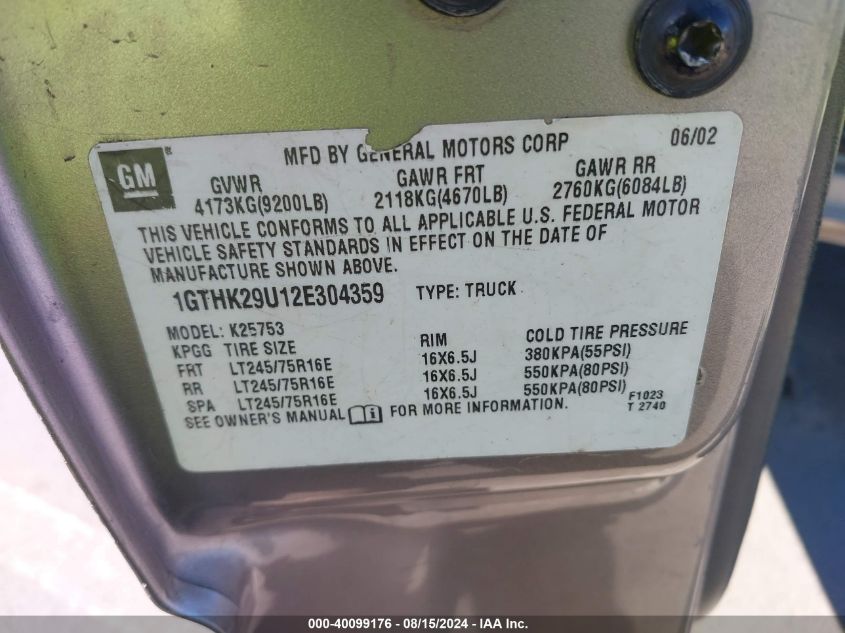 GM
MFD BY GENERAL MOTORS CORP 06/02
GVWR GAWR FRT GAWR RR
4173KG(9200LB) 2118KG(4670LB) 2760KG(6084LB)
THIS VEHICLE CONFORMS TO ALL APPLICABLE U.S. FEDERAL MOTOR
VEHICLE SAFETY STANDARDS IN EFFECT ON THE DATE OF
MANUFACTURE SHOWN ABOVE.
1GTHK29U12E304359 TYPE: TRUCK
MODEL: K25753
KPGG TIRE SIZE RIM COLD TIRE PRESSURE
FRT LT245/75R16E 16X6.5J 380KPA(55PSI)
RR LT245/75R16E 16X6.5J 550KPA(80PSI)
SPA LT245/75R16E 16X6.5J 550KPA(80PSI)
SEE OWNER'S MANUAL FOR MORE INFORMATION.
F1023
T 2740
000-40099176 - 08/15/2024 - IAA Inc.